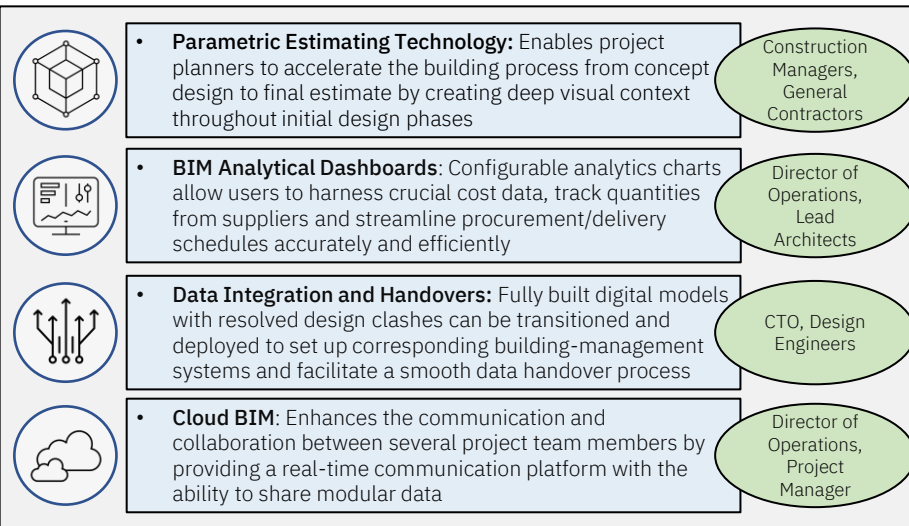 • Parametric Estimating Technology: Enables project
planners to accelerate the building process from concept
design to final estimate by creating deep visual context
throughout initial design phases
Construction
Managers,
General
Contractors
• BIM Analytical Dashboards: Configurable analytics charts
allow users to harness crucial cost data, track quantities
from suppliers and streamline procurement/delivery
schedules accurately and efficiently
Director of
Operations,
Lead
Architects
• Data Integration and Handovers: Fully built digital models
with resolved design clashes can be transitioned and
deployed to set up corresponding building-management
systems and facilitate a smooth data handover process
CTO, Design
Engineers
• Cloud BIM: Enhances the communication and
collaboration between several project team members by
providing a real-time communication platform with the
ability to share modular data
Director of
Operations,
Project
Manager